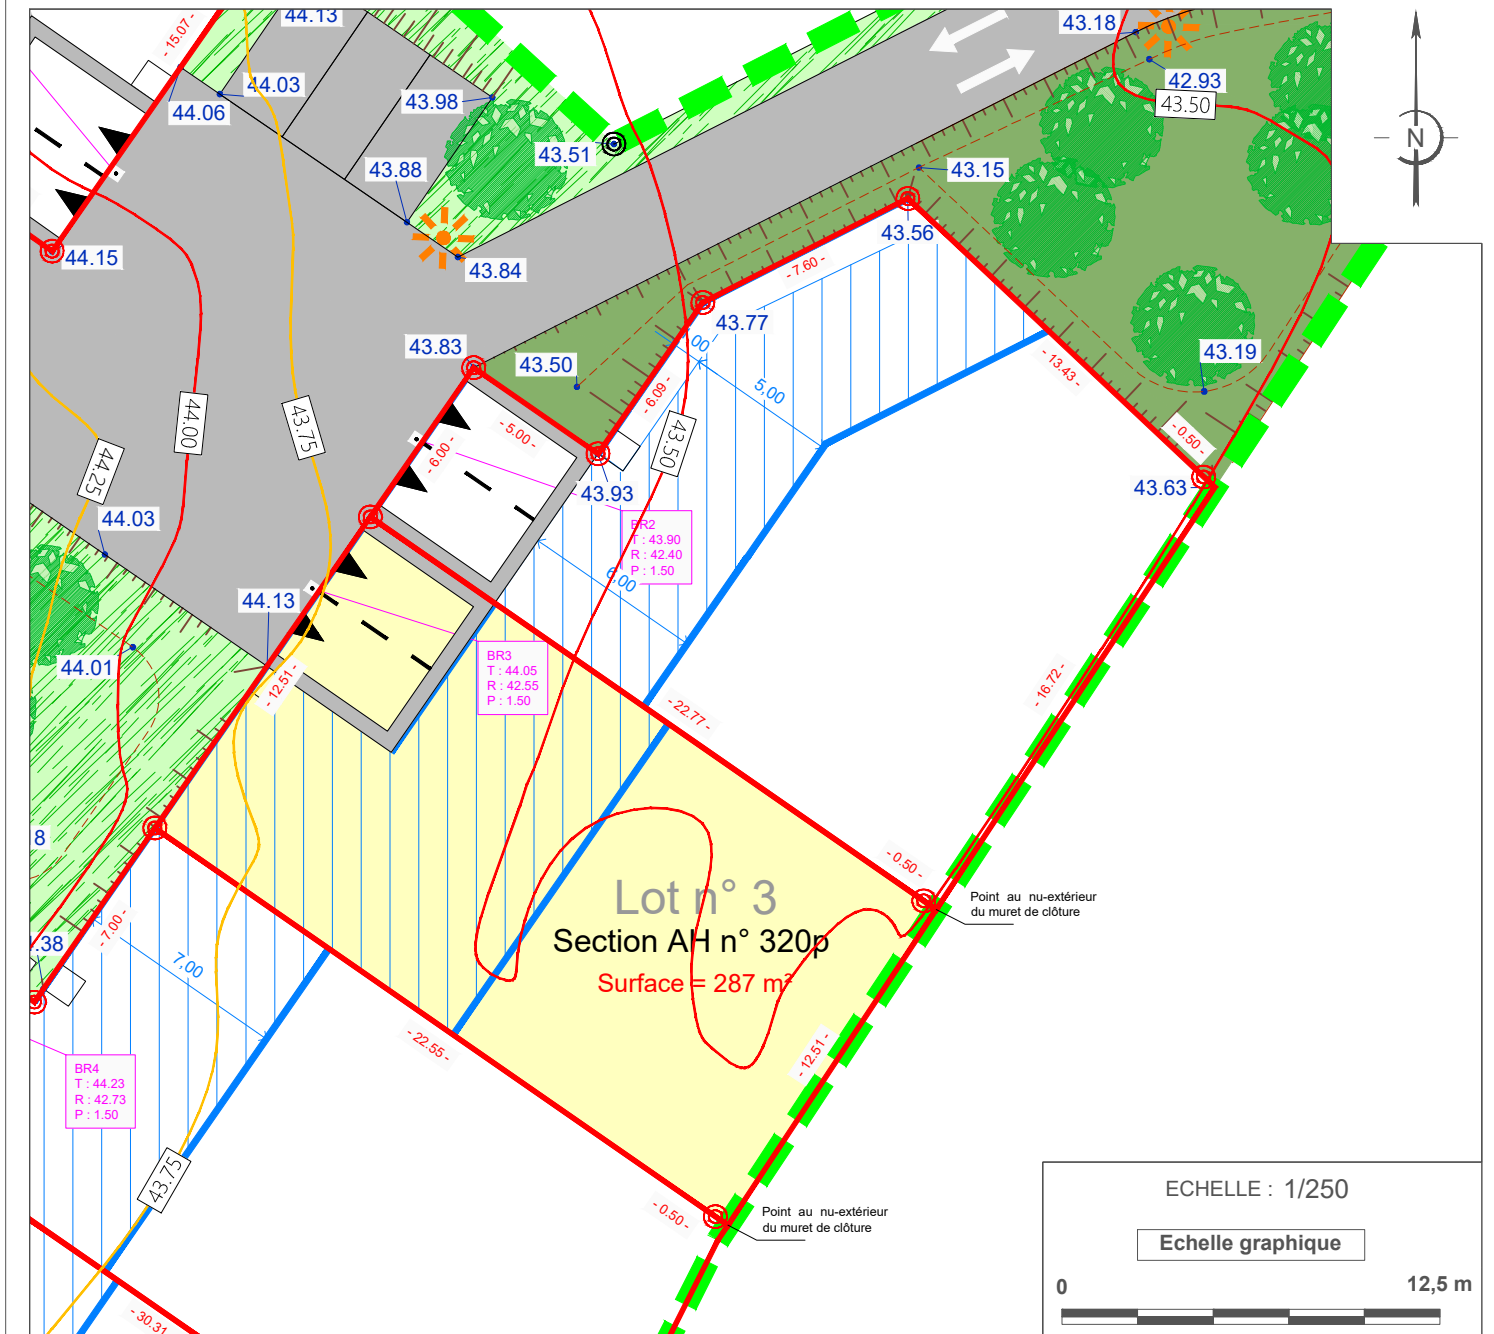 44.13
43.18
- 15.07 -
44.03
44.06
43.98
42.93
43.50
N
43.51
43.88
43.15
44.15
43.84
43.56
- 7.60 -
43.77
43.83
43.50
,00
5,00
- 13.43 -
43.19
- 6.09 -
44.00
43.75
- 5.00 -
- 6.00 -
43.50
- 0.50 -
44.25
43.93
43.63
44.03
BR2
T : 43.90
R : 42.40
P : 1.50
6,00
44.13
44.01
BR3
T : 44.05
R : 42.55
P : 1.50
- 12.51 -
- 22.77 -
- 16.72 -
8
- 0.50 -
Lot n° 3
Section AH n° 320p
Surface = 287 m²
Point au nu-extérieur
du muret de clôture
- 7.00 -
.38
7,00
- 22.55 -
- 12.51 -
BR4
T : 44.23
R : 42.73
P : 1.50
43.75
- 0.50 -
Point au nu-extérieur
du muret de clôture
ECHELLE : 1/250
Echelle graphique
0
12,5 m
- 30.31